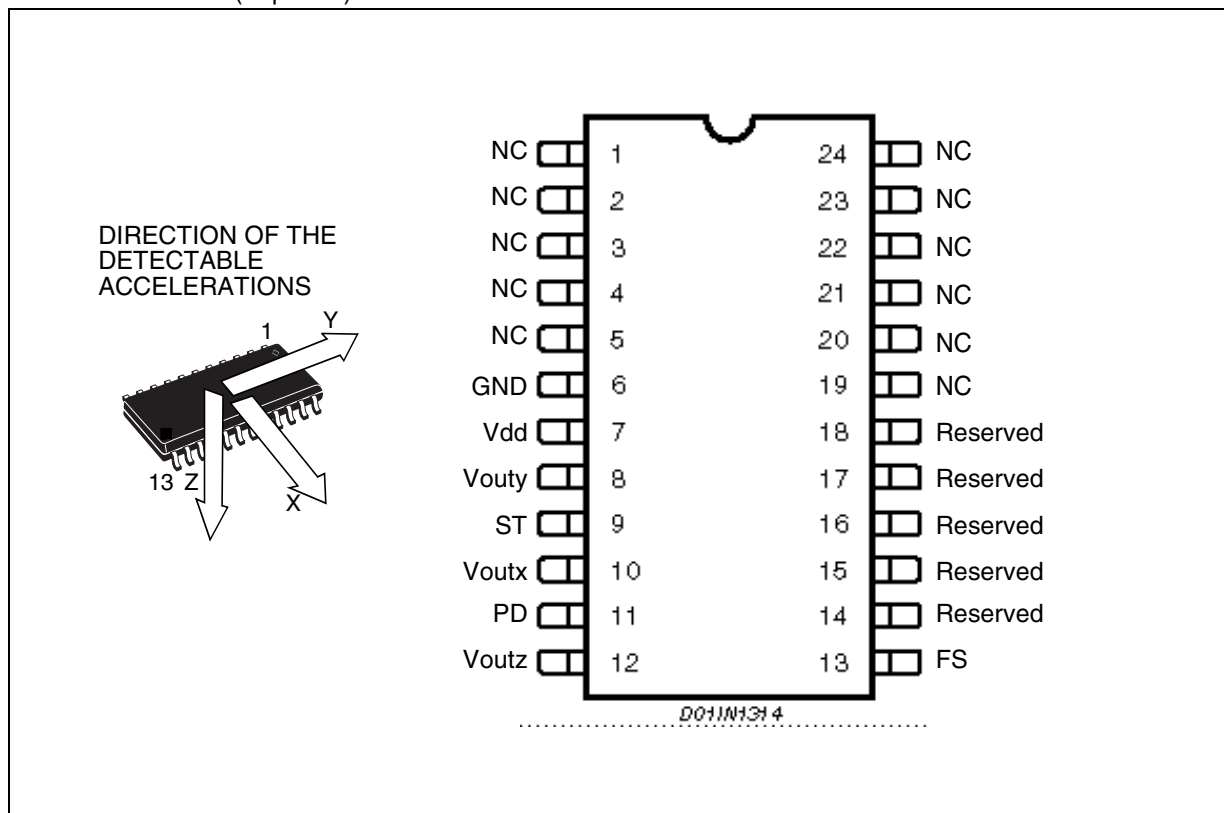 DIRECTION OF THE
DETECTABLE
ACCELERATIONS
1
Y
13
Z
X
NC 1 24 NC
NC 2 23 NC
NC 3 22 NC
NC 4 21 NC
NC 5 20 NC
GND 6 19 NC
Vdd 7 18 Reserved
Vouty 8 17 Reserved
ST 9 16 Reserved
Voutx 10 15 Reserved
PD 11 14 Reserved
Voutz 12 13 FS
D01IN1314